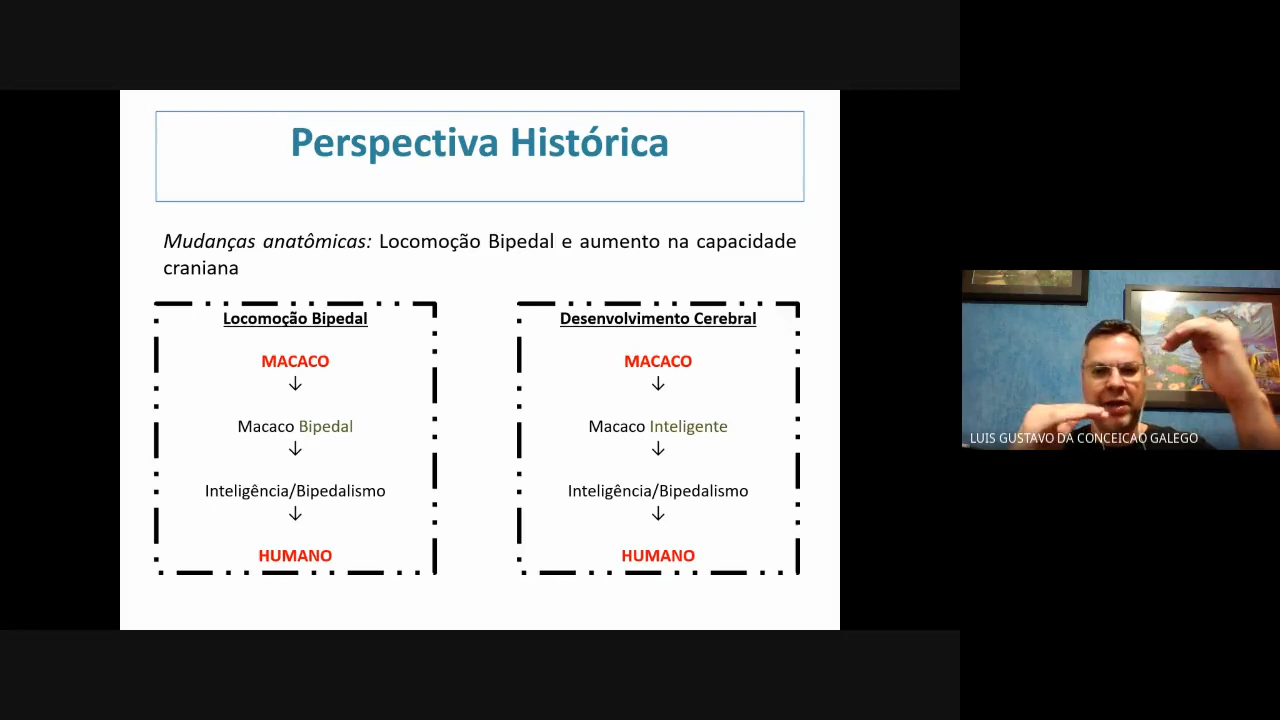 Perspectiva Histórica
Mudanças anatômicas: Locomoção Bipedal e aumento na capacidade
craniana
Locomoção Bipedal
MACACO
↓
Macaco Bipedal
↓
Inteligência/Bipedalismo
↓
HUMANO
Desenvolvimento Cerebral
MACACO
↓
Macaco Inteligente
↓
Inteligência/Bipedalismo
↓
HUMANO
LUIS GUSTAVO DA CONCEICAO GALEGO